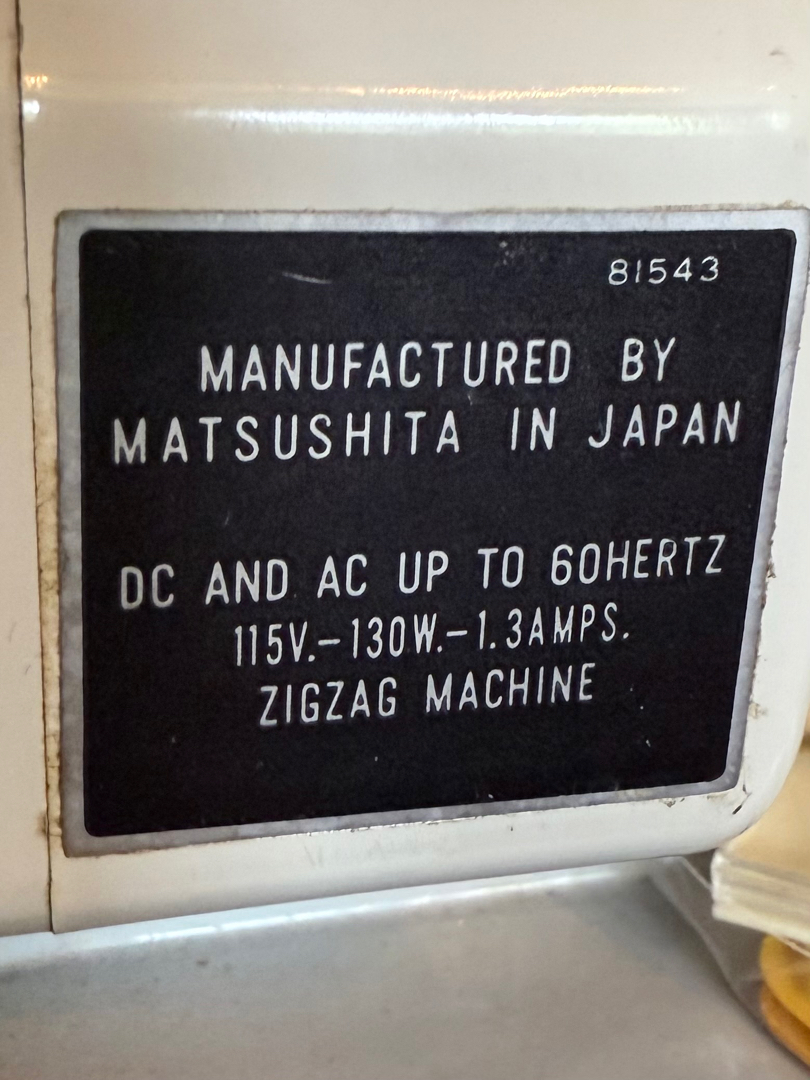 81543
MANUFACTURED BY
MATSUSHITA IN JAPAN
DC AND AC UP TO 60HERTZ
115V.-130W.-1.3AMPS.
ZIGZAG MACHINE